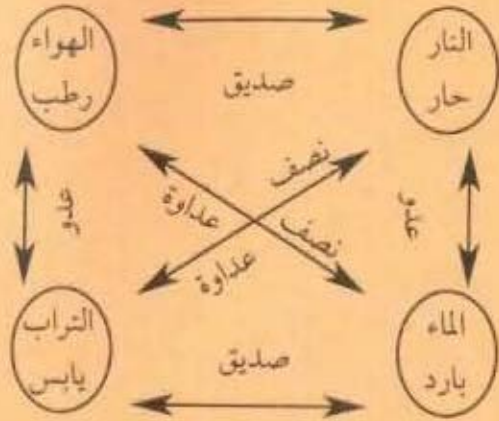 النار
حار
الهواء
رطب
صديق
نصف
عداوة
نصف
عداوة
عدو
عدو
الماء
بارد
التراب
يابس
صديق